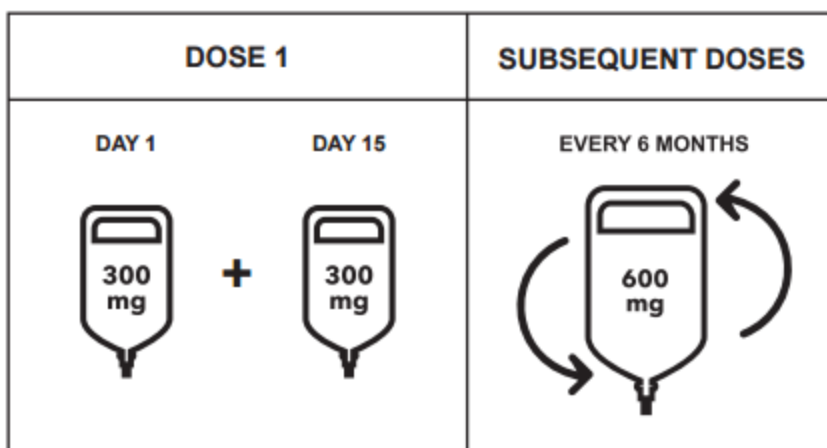 DOSE 1
SUBSEQUENT DOSES
DAY 1
DAY 15
EVERY 6 MONTHS
300
mg
+
300
mg
600
mg